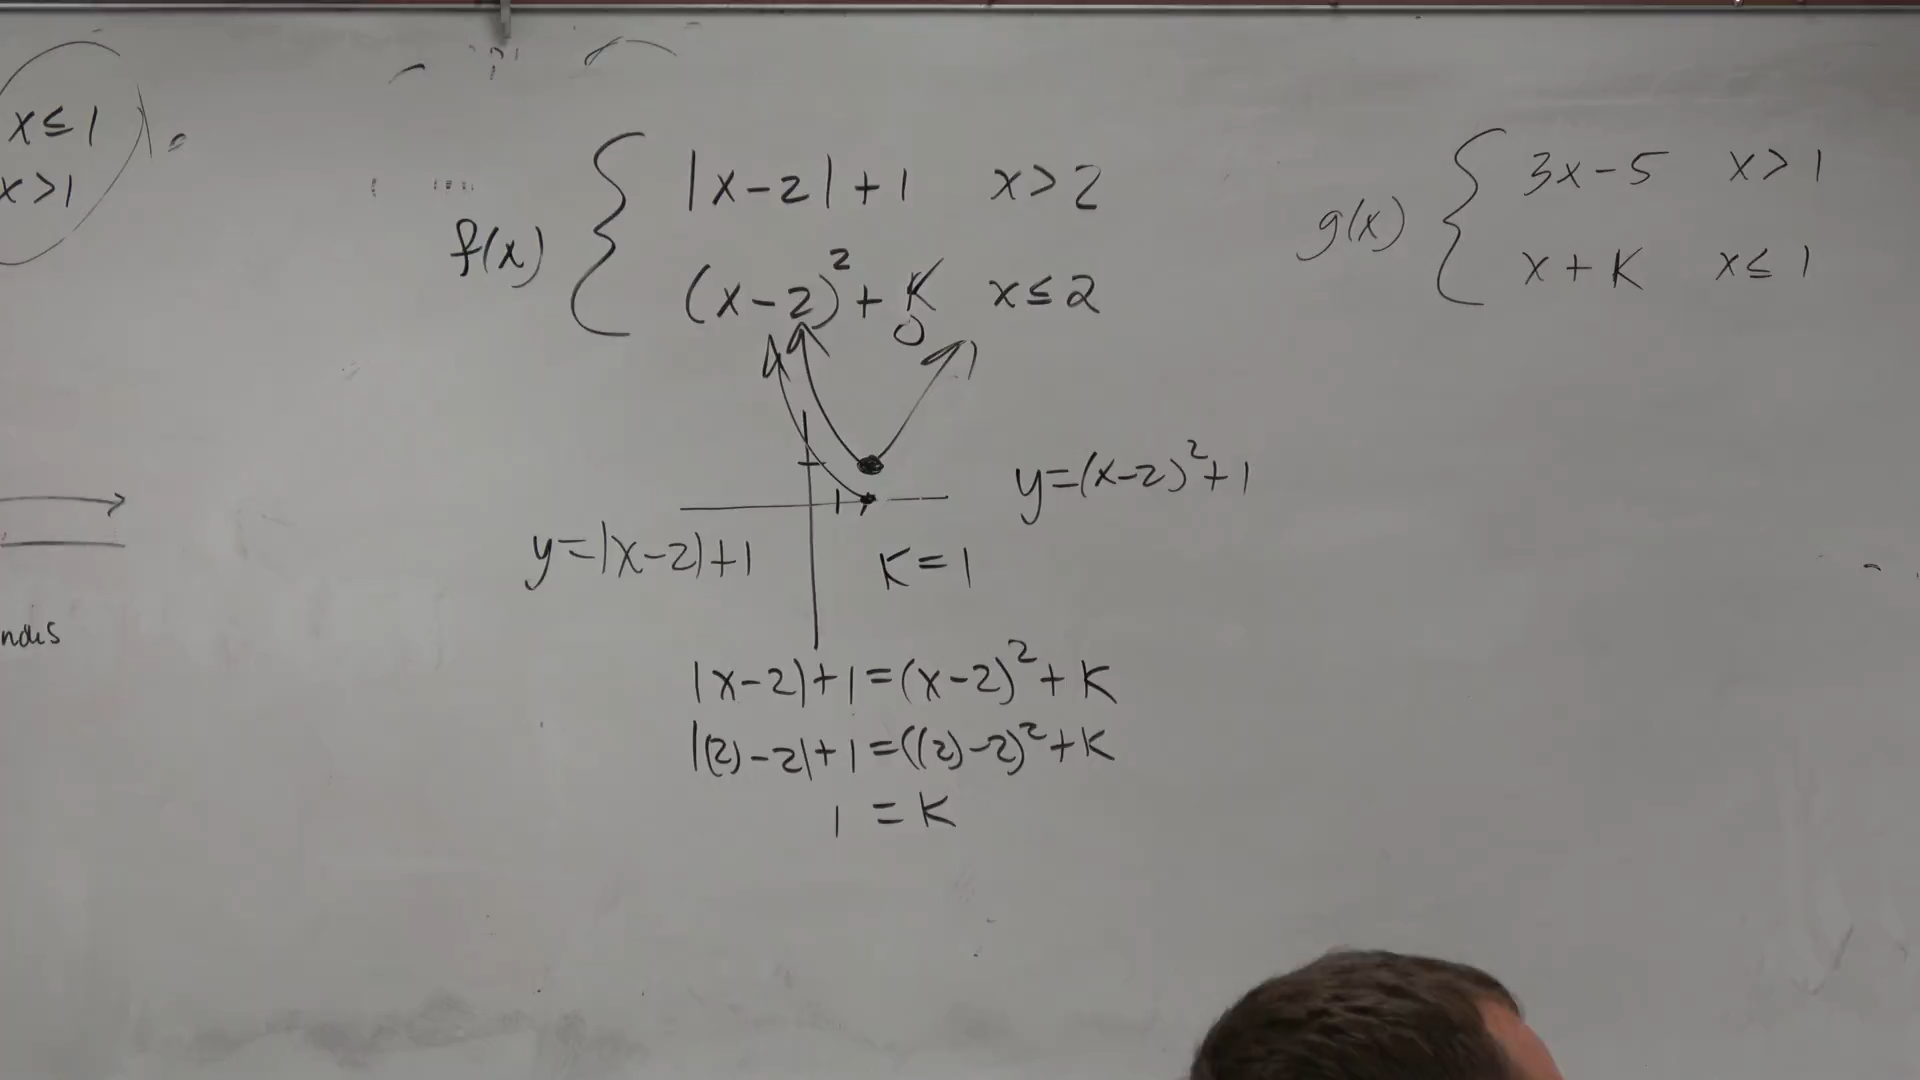 x ≤ 1
x > 1
f(x) { |x-2| + 1 x > 2
(x-2)² + K x ≤ 2
0
g(x) { 3x - 5 x > 1
x + K x ≤ 1
y = (x-2)² + 1
y = |x-2| + 1
K = 1
|x-2| + 1 = (x-2)² + K
|(2) - 2| + 1 = ((2) - 2)² + K
1 = K